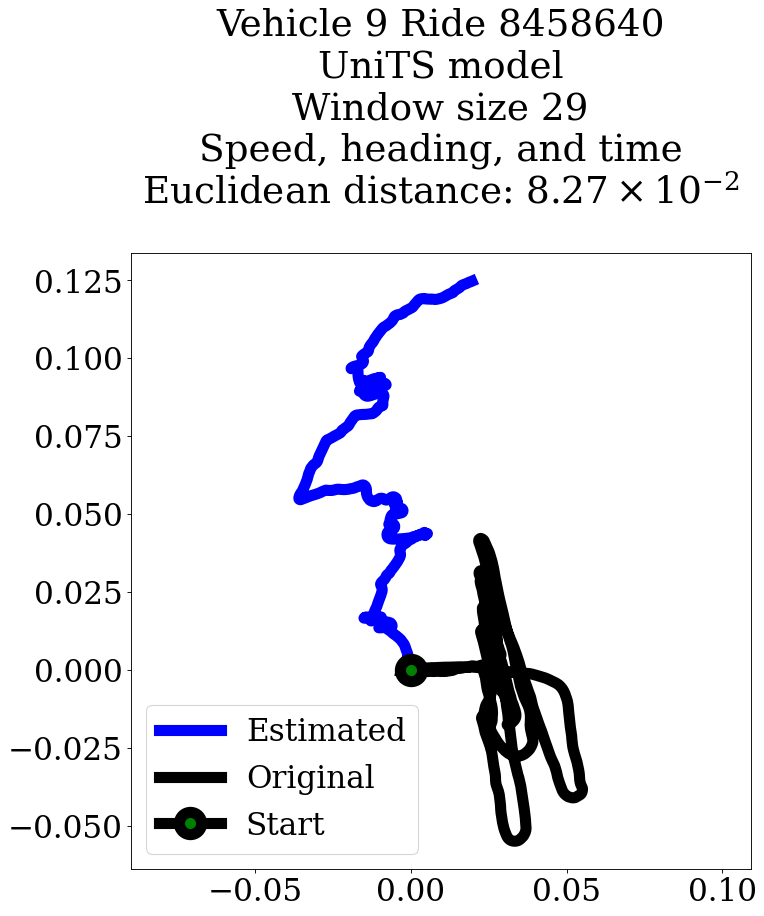 Vehicle 9 Ride 8458640
UniTS model
Window size 29
Speed, heading, and time
Euclidean distance: 8.27 × 10⁻²
0.125
0.100
0.075
0.050
0.025
0.000
−0.025
−0.050
Estimated
Original
Start
−0.05 0.00 0.05 0.10